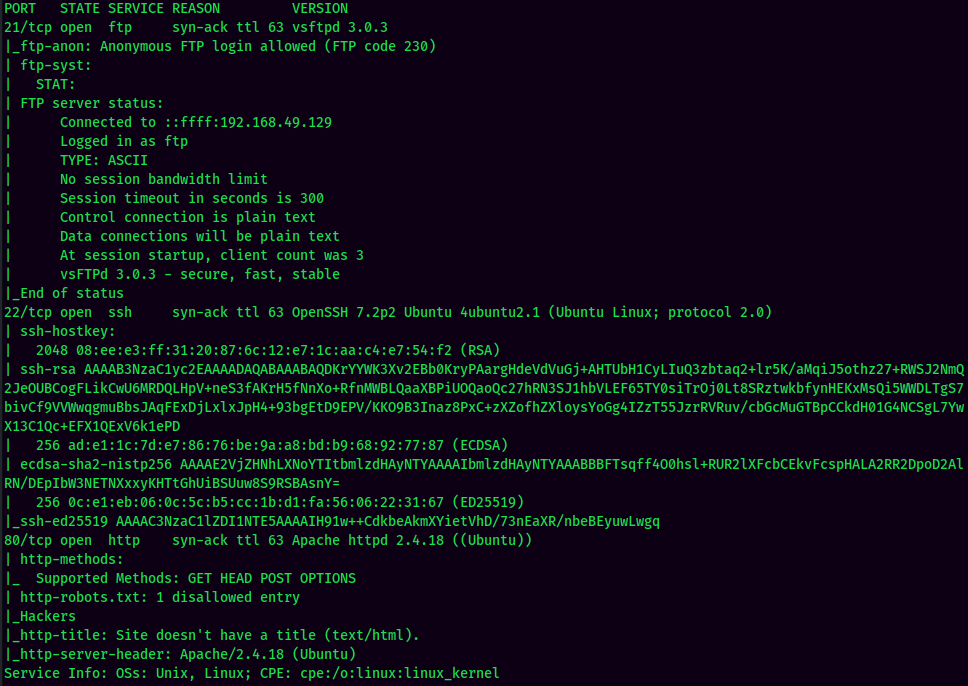 PORT   STATE SERVICE REASON         VERSION
21/tcp open  ftp     syn-ack ttl 63 vsftpd 3.0.3
|_ftp-anon: Anonymous FTP login allowed (FTP code 230)
| ftp-syst:
|   STAT:
| FTP server status:
|      Connected to ::ffff:192.168.49.129
|      Logged in as ftp
|      TYPE: ASCII
|      No session bandwidth limit
|      Session timeout in seconds is 300
|      Control connection is plain text
|      Data connections will be plain text
|      At session startup, client count was 3
|      vsFTPd 3.0.3 - secure, fast, stable
|_End of status
22/tcp open  ssh     syn-ack ttl 63 OpenSSH 7.2p2 Ubuntu 4ubuntu2.1 (Ubuntu Linux; protocol 2.0)
| ssh-hostkey:
|   2048 08:ee:e3:ff:31:20:87:6c:12:e7:1c:aa:c4:e7:54:f2 (RSA)
| ssh-rsa AAAAB3NzaC1yc2EAAAADAQABAAABAQDKrYYWK3Xv2EBb0KryPAargHdeVdVuGj+AHTUbH1CyLIuQ3zbtaq2+lr5K/aMqiJ5othz27+RWSJ2NmQ
2JeOUBCogFLikCwU6MRDQLHpV+neS3fAKrH5fNnXo+RfnMWBLQaaXBPiUOQaoQc27hRN3SJ1hbVLEF65TY0siTrOj0Lt8SRztwkbfynHEKxMsQi5WWDLTgS7
bivCf9VVMwqgmuBbsJAqFExDjLxlxJpH4+93bgEtD9EPV/KKO9B3Inaz8PxC+zXZofhZXloysYoGg4IZzT55JzrRVRuv/cbGcMuGTBpCCkdH01G4NCSgL7Yw
X13C1Qc+EFX1QExV6k1ePD
|   256 ad:e1:1c:7d:e7:86:76:be:9a:a8:bd:b9:68:92:77:87 (ECDSA)
| ecdsa-sha2-nistp256 AAAAE2VjZHNhLXNoYTItbmlzdHAyNTYAAAAIbmlzdHAyNTYAAABBBFTsqff4O0hsl+RUR2lXFcbCEkvFcspHALA2RR2DpoD2Al
RN/DEpIbW3NETNXxxyKHTtGhUiBSUuw8S9RSBAsnY=
|   256 0c:e1:eb:06:0c:5c:b5:cc:1b:d1:fa:56:06:22:31:67 (ED25519)
|_ssh-ed25519 AAAAC3NzaC1lZDI1NTE5AAAAIH91w++CdkbeAkmXYietVhD/73nEaXR/nbeBEyuwLwgq
80/tcp open  http    syn-ack ttl 63 Apache httpd 2.4.18 ((Ubuntu))
| http-methods:
|_  Supported Methods: GET HEAD POST OPTIONS
| http-robots.txt: 1 disallowed entry
|_Hackers
|_http-title: Site doesn't have a title (text/html).
|_http-server-header: Apache/2.4.18 (Ubuntu)
Service Info: OSs: Unix, Linux; CPE: cpe:/o:linux:linux_kernel